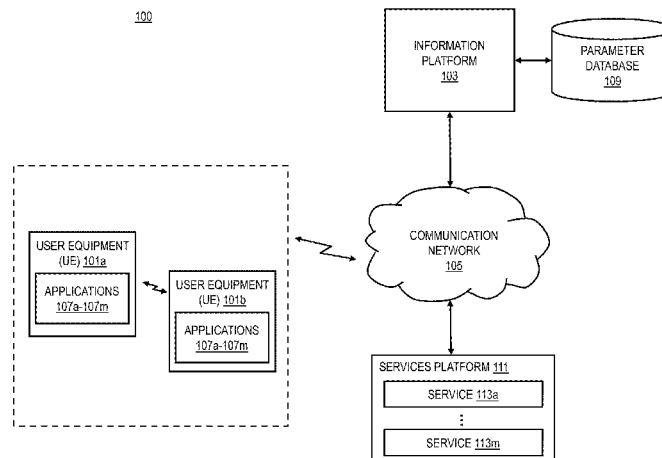 100
INFORMATION
PLATFORM
103
PARAMETER
DATABASE
109
COMMUNICATION
NETWORK
105
USER EQUIPMENT
(UE) 101a
APPLICATIONS
107a-107m
USER EQUIPMENT
(UE) 101b
APPLICATIONS
107a-107m
SERVICES PLATFORM 111
SERVICE 113a
⋮
SERVICE 113m